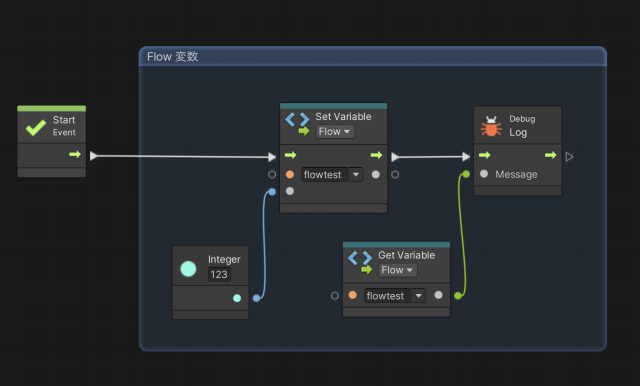 Flow 変数
Start
Event
Set Variable
Flow
flowtest
Debug
Log
Message
Integer
123
Get Variable
Flow
flowtest